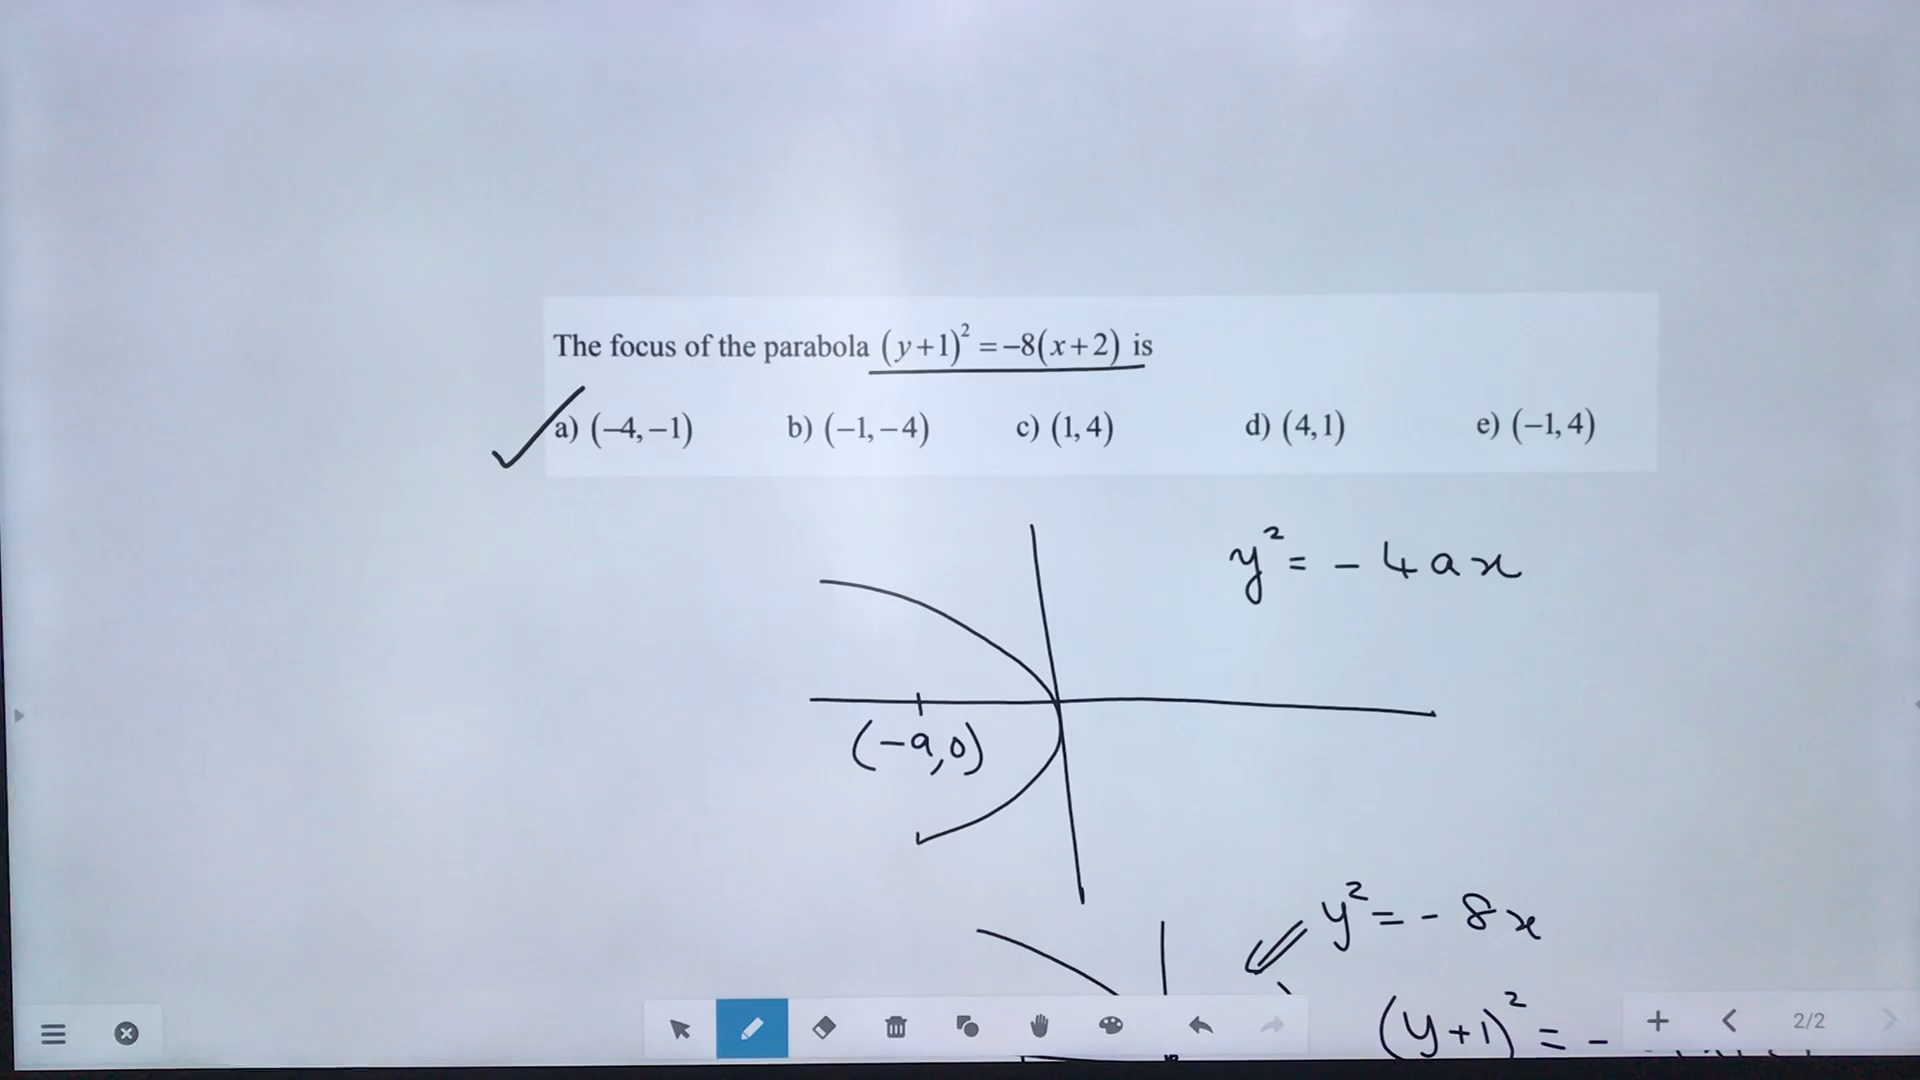 The focus of the parabola (y+1)² = −8(x+2) is
a) (−4, −1) b) (−1, −4) c) (1, 4) d) (4, 1) e) (−1, 4)
y² = - 4ax
(-a,0)
y² = - 8x
(y+1)² = -
2/2